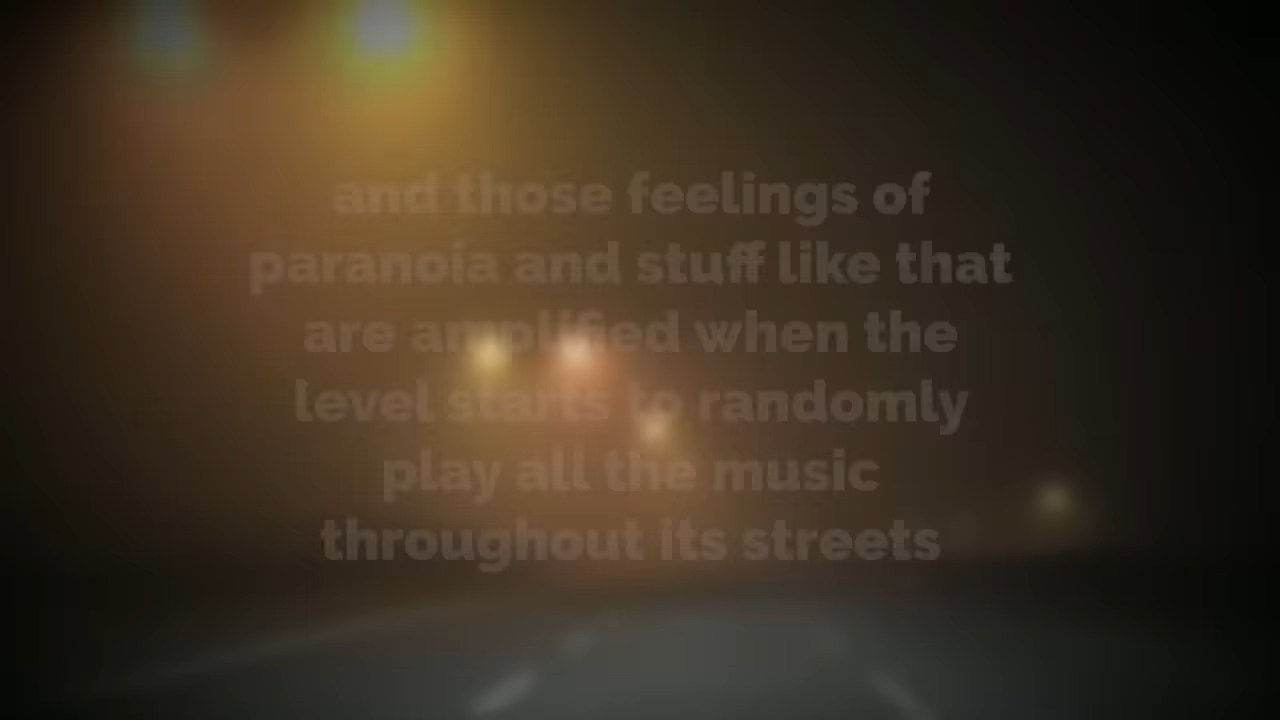 and those feelings of
paranoia and stuff like that
are amplified when the
level starts to randomly
play all the music
throughout its streets